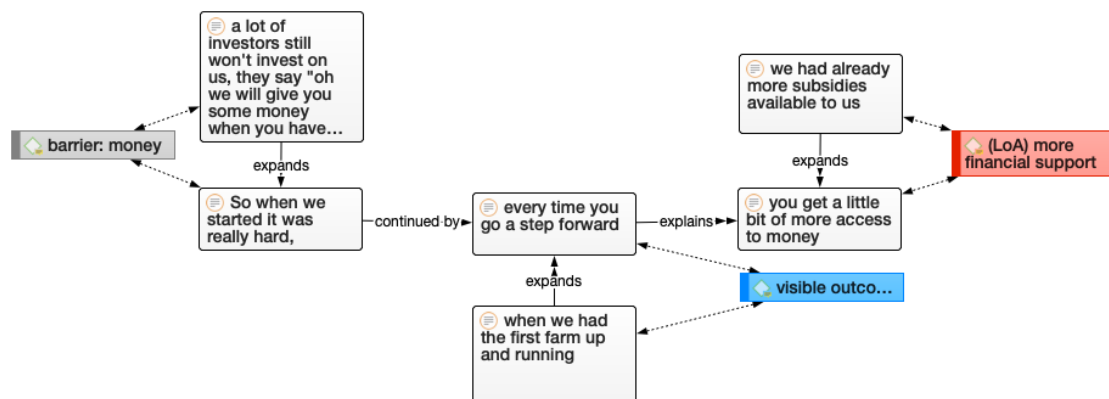 a lot of
investors still
won't invest on
us, they say "oh
we will give you
some money
when you have…
we had already
more subsidies
available to us
barrier: money
(LoA) more
financial support
expands
expands
So when we
started it was
really hard,
continued by
every time you
go a step forward
explains
you get a little
bit of more access
to money
expands
visible outco…
when we had
the first farm up
and running